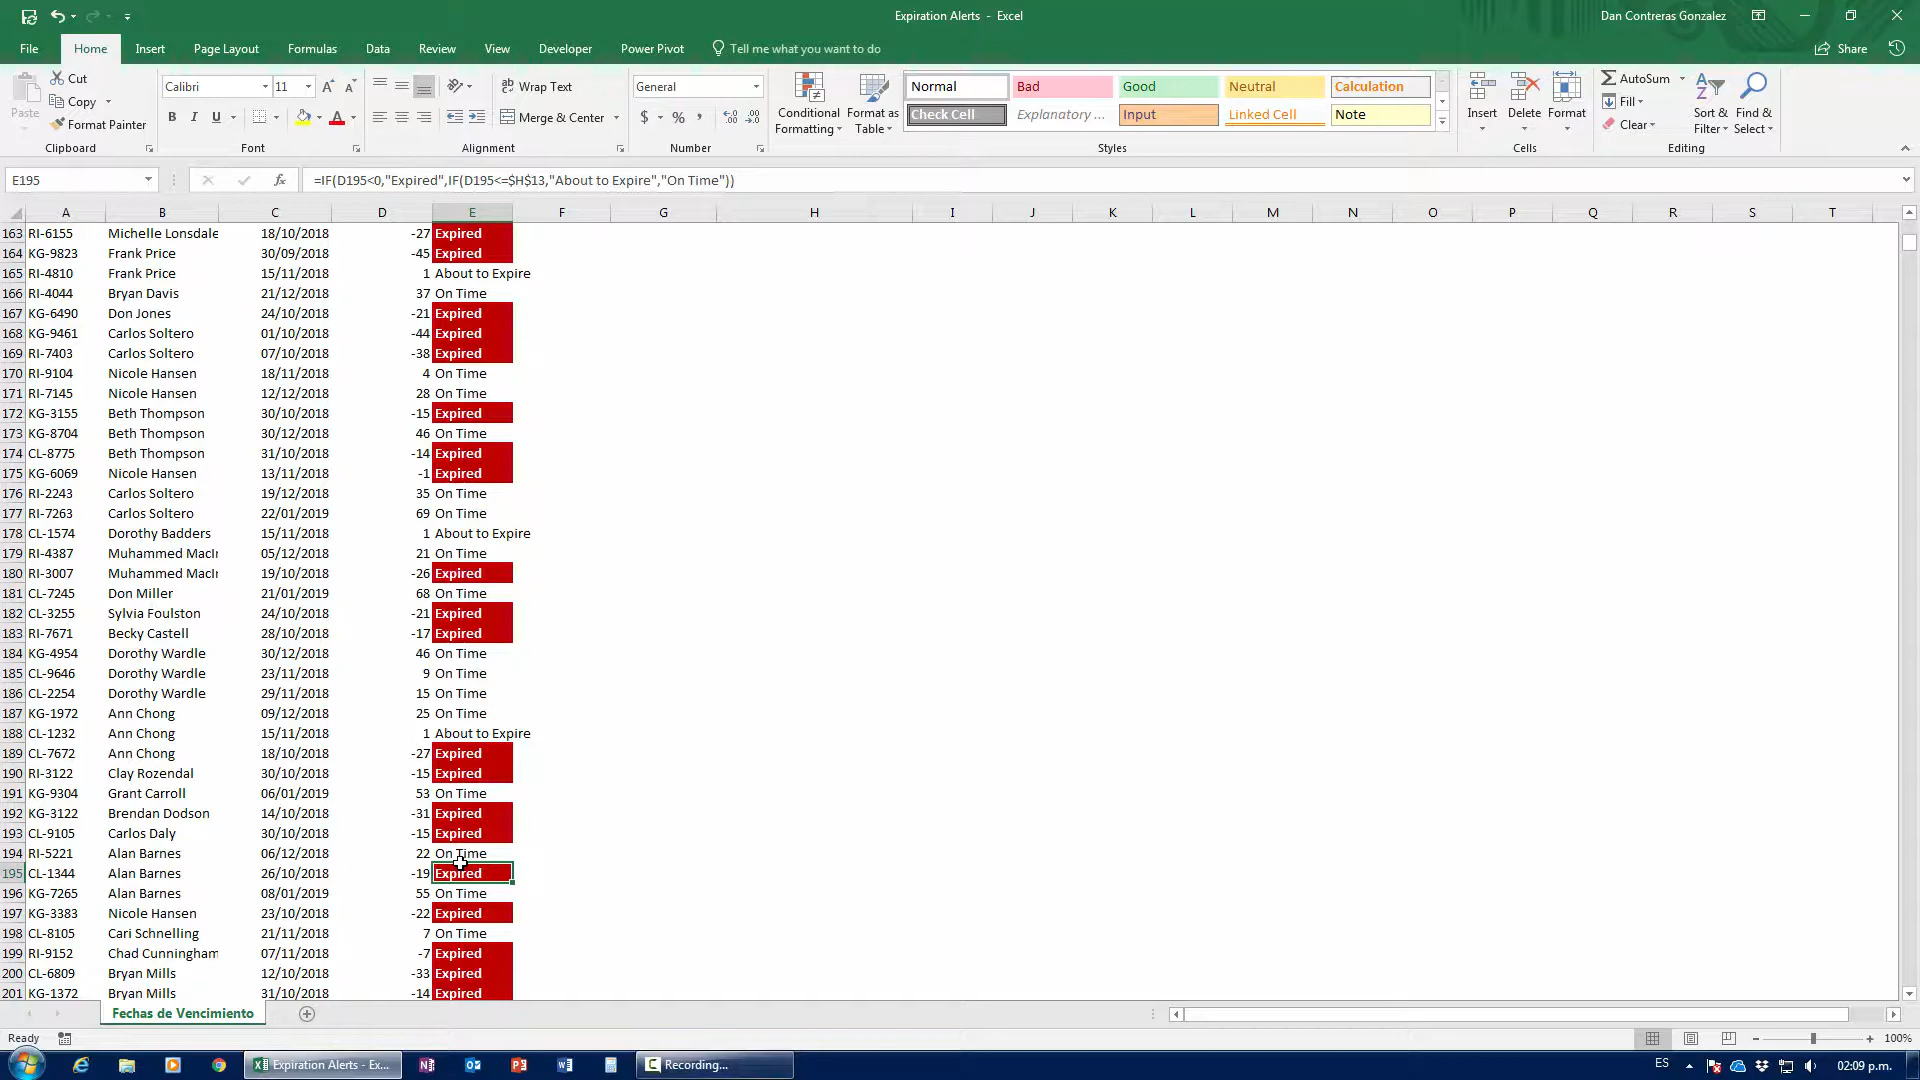 Expiration Alerts - Excel
Dan Contreras Gonzalez
File Home Insert Page Layout Formulas Data Review View Developer Power Pivot Tell me what you want to do Share
Paste Cut Copy Format Painter Clipboard
Calibri 11 B I U Font
Wrap Text Merge & Center Alignment
General $ % , Number
Conditional Formatting Format as Table
Normal Bad Good Neutral Calculation
Check Cell Explanatory ... Input Linked Cell Note
Styles
Insert Delete Format Cells
AutoSum Fill Clear Sort & Filter Find & Select Editing
E195 fx =IF(D195<0,"Expired",IF(D195<=$H$13,"About to Expire","On Time"))
A B C D E F G H I J K L M N O P Q R S T
163 RI-6155 Michelle Lonsdale 18/10/2018 -27 Expired
164 KG-9823 Frank Price 30/09/2018 -45 Expired
165 RI-4810 Frank Price 15/11/2018 1 About to Expire
166 RI-4044 Bryan Davis 21/12/2018 37 On Time
167 KG-6490 Don Jones 24/10/2018 -21 Expired
168 KG-9461 Carlos Soltero 01/10/2018 -44 Expired
169 RI-7403 Carlos Soltero 07/10/2018 -38 Expired
170 RI-9104 Nicole Hansen 18/11/2018 4 On Time
171 RI-7145 Nicole Hansen 12/12/2018 28 On Time
172 KG-3155 Beth Thompson 30/10/2018 -15 Expired
173 KG-8704 Beth Thompson 30/12/2018 46 On Time
174 CL-8775 Beth Thompson 31/10/2018 -14 Expired
175 KG-6069 Nicole Hansen 13/11/2018 -1 Expired
176 RI-2243 Carlos Soltero 19/12/2018 35 On Time
177 RI-7263 Carlos Soltero 22/01/2019 69 On Time
178 CL-1574 Dorothy Badders 15/11/2018 1 About to Expire
179 RI-4387 Muhammed MacIr 05/12/2018 21 On Time
180 RI-3007 Muhammed MacIr 19/10/2018 -26 Expired
181 CL-7245 Don Miller 21/01/2019 68 On Time
182 CL-3255 Sylvia Foulston 24/10/2018 -21 Expired
183 RI-7671 Becky Castell 28/10/2018 -17 Expired
184 KG-4954 Dorothy Wardle 30/12/2018 46 On Time
185 CL-9646 Dorothy Wardle 23/11/2018 9 On Time
186 CL-2254 Dorothy Wardle 29/11/2018 15 On Time
187 KG-1972 Ann Chong 09/12/2018 25 On Time
188 CL-1232 Ann Chong 15/11/2018 1 About to Expire
189 CL-7672 Ann Chong 18/10/2018 -27 Expired
190 RI-3122 Clay Rozendal 30/10/2018 -15 Expired
191 KG-9304 Grant Carroll 06/01/2019 53 On Time
192 KG-3122 Brendan Dodson 14/10/2018 -31 Expired
193 CL-9105 Carlos Daly 30/10/2018 -15 Expired
194 RI-5221 Alan Barnes 06/12/2018 22 On Time
195 CL-1344 Alan Barnes 26/10/2018 -19 Expired
196 KG-7265 Alan Barnes 08/01/2019 55 On Time
197 KG-3383 Nicole Hansen 23/10/2018 -22 Expired
198 CL-8105 Cari Schnelling 21/11/2018 7 On Time
199 RI-9152 Chad Cunningham 07/11/2018 -7 Expired
200 CL-6809 Bryan Mills 12/10/2018 -33 Expired
201 KG-1372 Bryan Mills 31/10/2018 -14 Expired
Fechas de Vencimiento
Ready 100%
Expiration Alerts - Ex... Recording... ES 02:09 p.m.